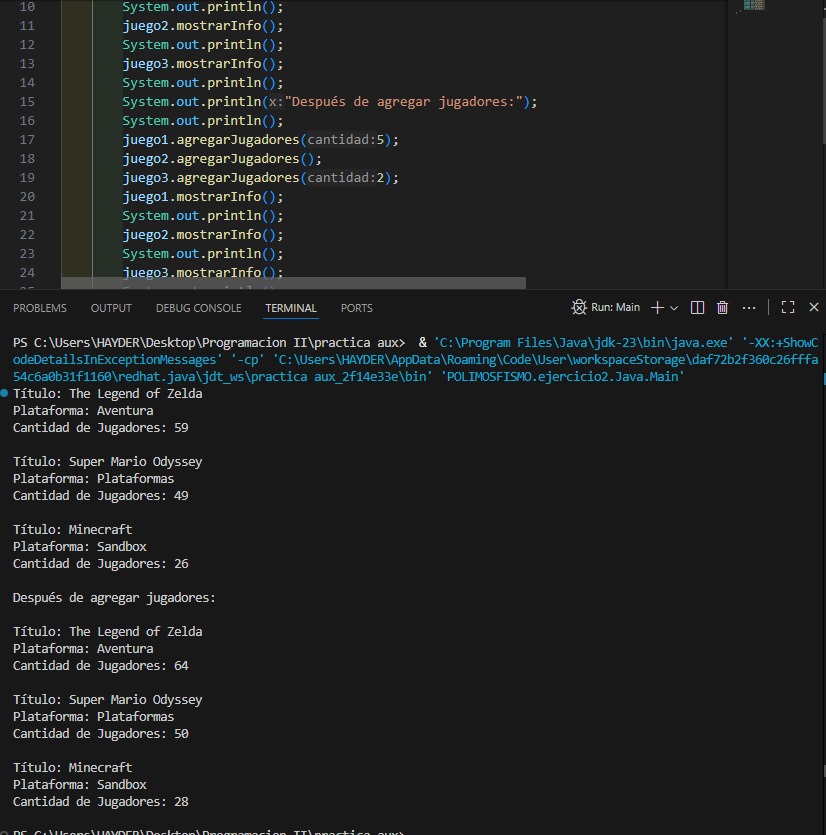 10 System.out.println();
11 juego2.mostrarInfo();
12 System.out.println();
13 juego3.mostrarInfo();
14 System.out.println();
15 System.out.println(x:"Después de agregar jugadores:");
16 System.out.println();
17 juego1.agregarJugadores(cantidad:5);
18 juego2.agregarJugadores();
19 juego3.agregarJugadores(cantidad:2);
20 juego1.mostrarInfo();
21 System.out.println();
22 juego2.mostrarInfo();
23 System.out.println();
24 juego3.mostrarInfo();
PROBLEMS OUTPUT DEBUG CONSOLE TERMINAL PORTS Run: Main
PS C:\Users\HAYDER\Desktop\Programacion II\practica aux> & 'C:\Program Files\Java\jdk-23\bin\java.exe' '-XX:+ShowC
odeDetailsInExceptionMessages' '-cp' 'C:\Users\HAYDER\AppData\Roaming\Code\User\workspaceStorage\daf72b2f360c26fffa
54c6a0b31f1160\redhat.java\jdt_ws\practica aux_2f14e33e\bin' 'POLIMOSFISMO.ejercicio2.Java.Main'
Título: The Legend of Zelda
Plataforma: Aventura
Cantidad de Jugadores: 59
Título: Super Mario Odyssey
Plataforma: Plataformas
Cantidad de Jugadores: 49
Título: Minecraft
Plataforma: Sandbox
Cantidad de Jugadores: 26
Después de agregar jugadores:
Título: The Legend of Zelda
Plataforma: Aventura
Cantidad de Jugadores: 64
Título: Super Mario Odyssey
Plataforma: Plataformas
Cantidad de Jugadores: 50
Título: Minecraft
Plataforma: Sandbox
Cantidad de Jugadores: 28
PS C:\Users\HAYDER\Desktop\Programacion II\practica aux>